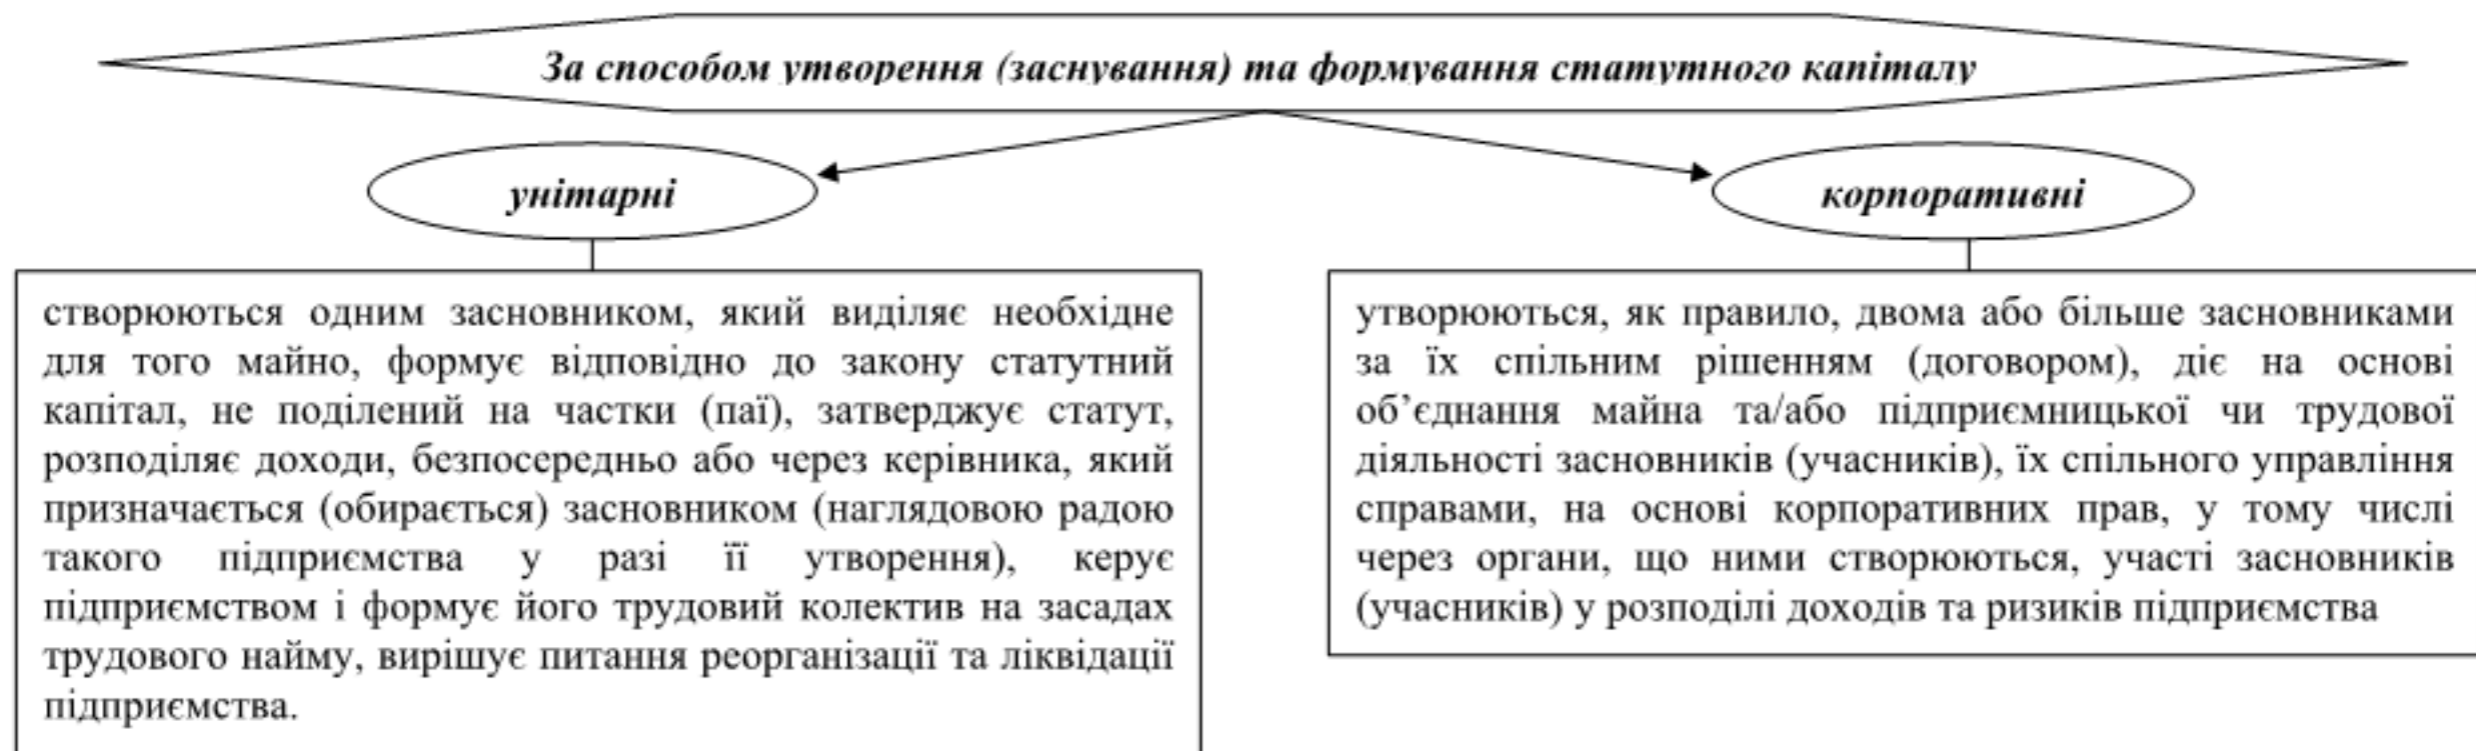 За способом утворення (заснування) та формування статутного капіталу
унітарні
корпоративні
створюються одним засновником, який виділяє необхідне
для того майно, формує відповідно до закону статутний
капітал, не поділений на частки (паї), затверджує статут,
розподіляє доходи, безпосередньо або через керівника, який
призначається (обирається) засновником (наглядовою радою
такого підприємства у разі її утворення), керує
підприємством і формує його трудовий колектив на засадах
трудового найму, вирішує питання реорганізації та ліквідації
підприємства.
утворюються, як правило, двома або більше засновниками
за їх спільним рішенням (договором), діє на основі
об’єднання майна та/або підприємницької чи трудової
діяльності засновників (учасників), їх спільного управління
справами, на основі корпоративних прав, у тому числі
через органи, що ними створюються, участі засновників
(учасників) у розподілі доходів та ризиків підприємства